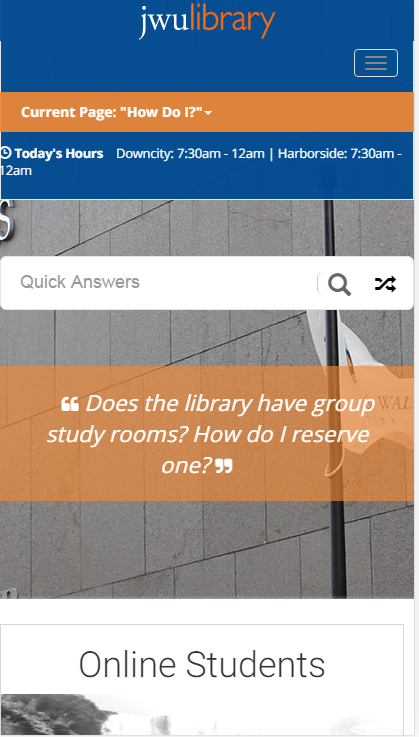 jwulibrary
Current Page: "How Do I?"
Today's Hours Downcity: 7:30am - 12am | Harborside: 7:30am -
12am
S
Quick Answers
WAL
“ Does the library have group
study rooms? How do I reserve
one? ”
Online Students